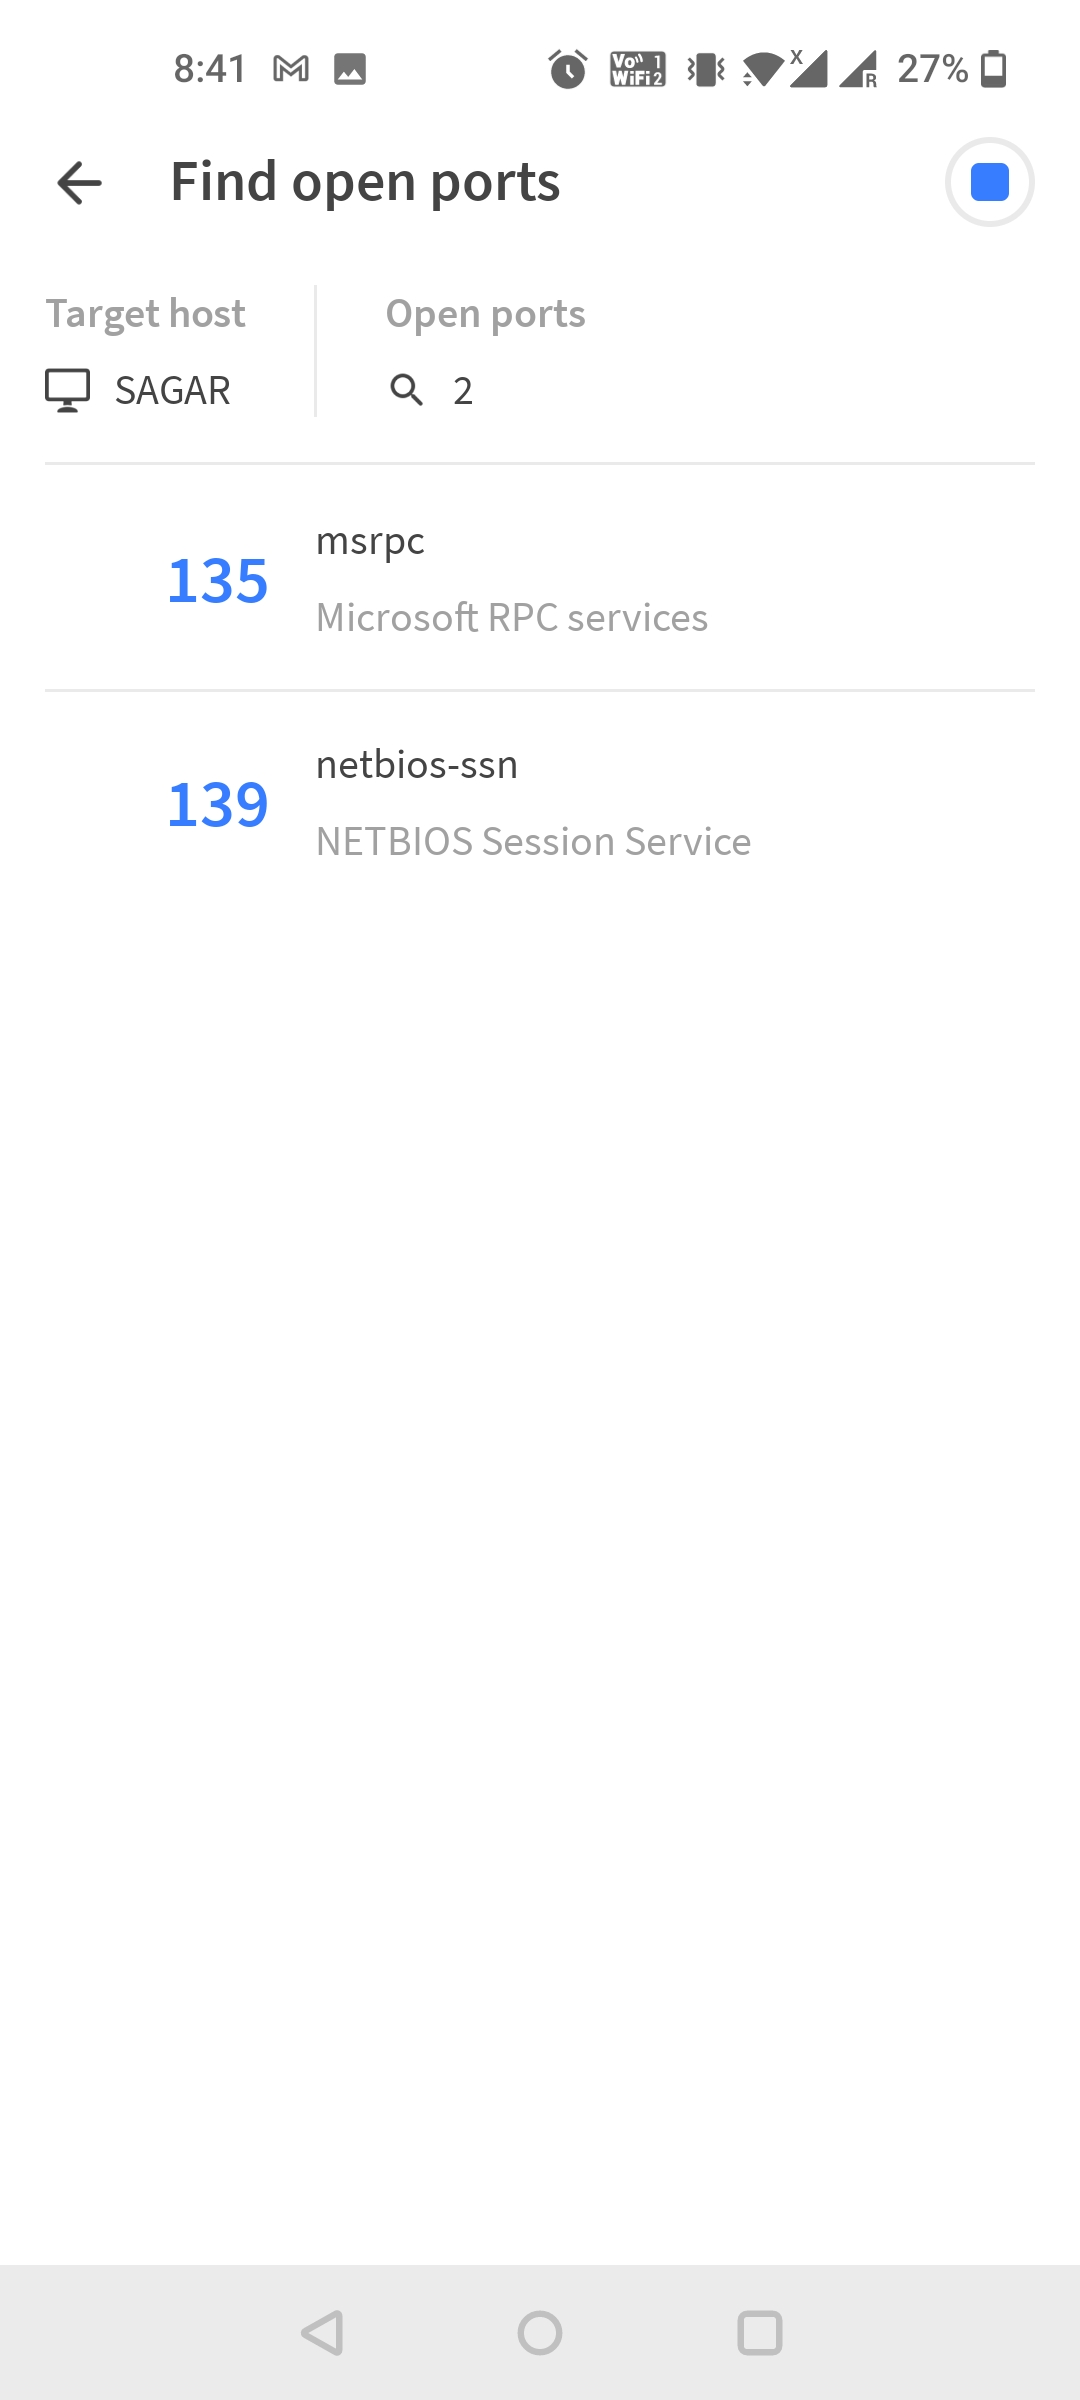 8:41 Vo 1 WiFi 2 X R 27%
Find open ports
Target host Open ports
SAGAR 2
135 msrpc
Microsoft RPC services
139 netbios-ssn
NETBIOS Session Service